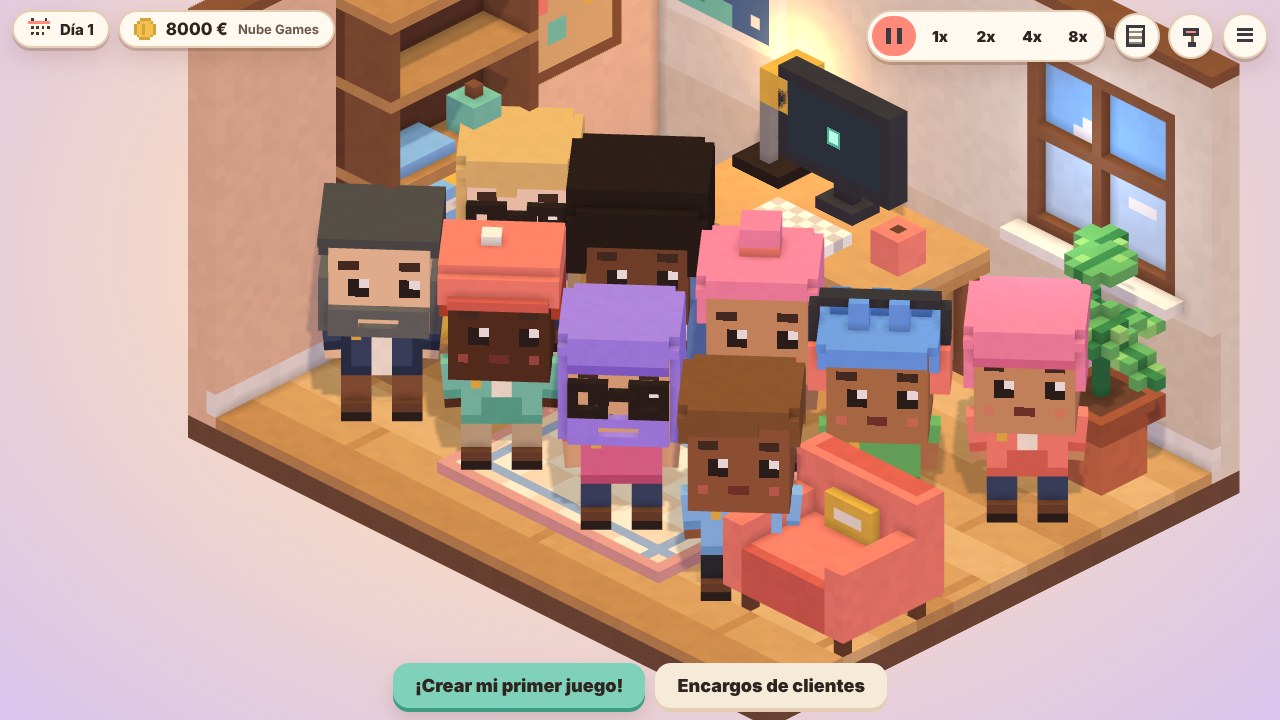 Día 1
8000 € Nube Games
1x 2x 4x 8x
¡Crear mi primer juego!
Encargos de clientes